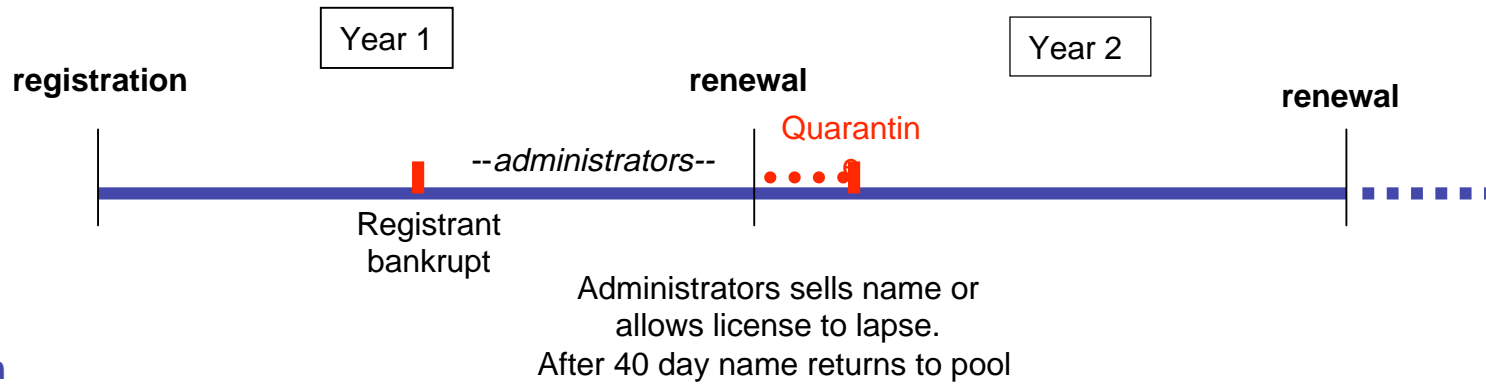 Year 1
Year 2
registration
renewal
renewal
Quarantin
e
--administrators--
Registrant
bankrupt
Administrators sells name or
allows license to lapse.
After 40 day name returns to pool